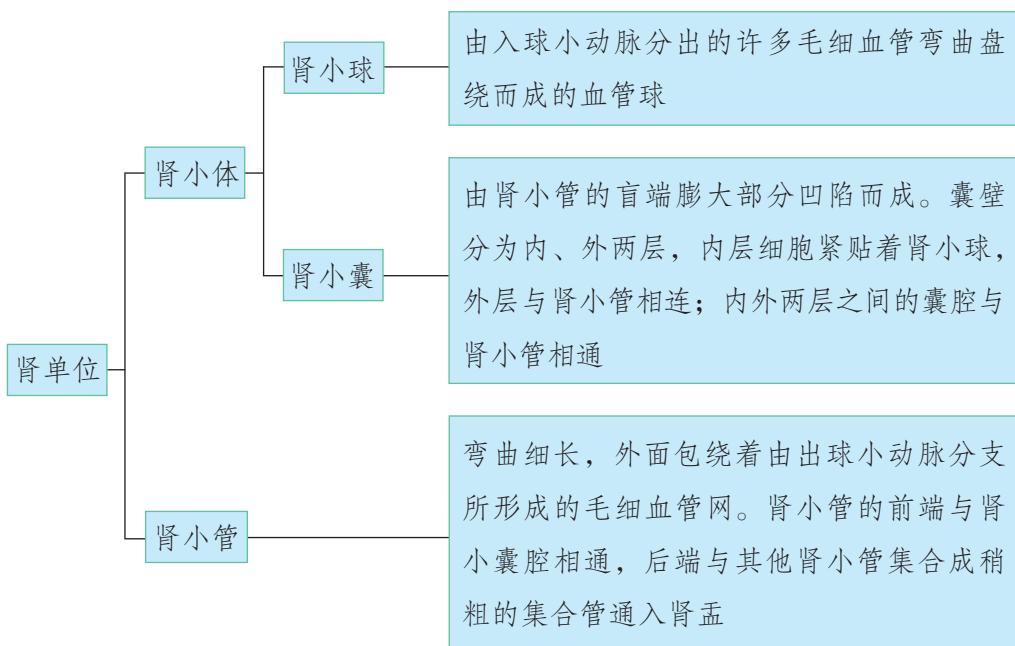 肾单位
肾小体
肾小球
由入球小动脉分出的许多毛细血管弯曲盘
绕而成的血管球
肾小囊
由肾小管的盲端膨大部分凹陷而成。囊壁
分为内、外两层，内层细胞紧贴着肾小球，
外层与肾小管相连；内外两层之间的囊腔与
肾小管相通
肾小管
弯曲细长，外面包绕着由出球小动脉分支
所形成的毛细血管网。肾小管的前端与肾
小囊腔相通，后端与其他肾小管集合成稍
粗的集合管通入肾盂